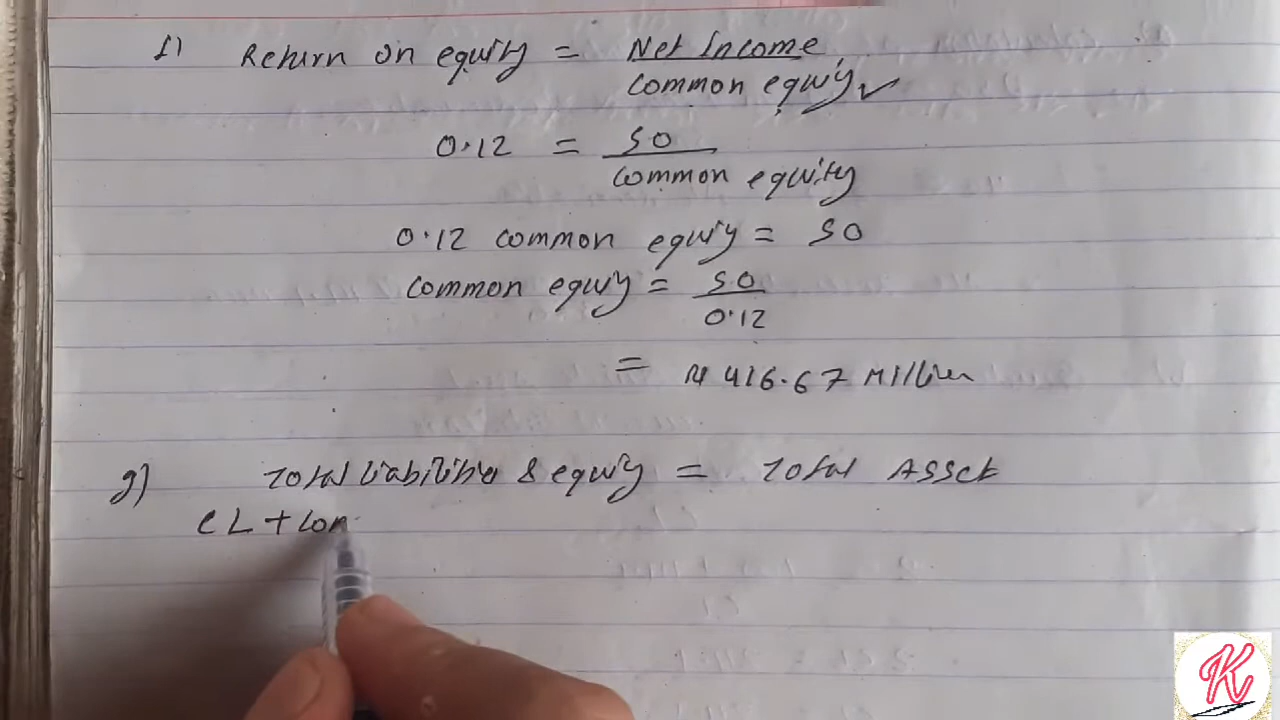 f) Return on equity = Net Income
Common equity ✓
0.12 = 50
Common equity
0.12 common equity = 50
Common equity = 50
0.12
= Rs 416.67 Million
g) Total Liabilities & equity = Total Asset
CL + Lon
K